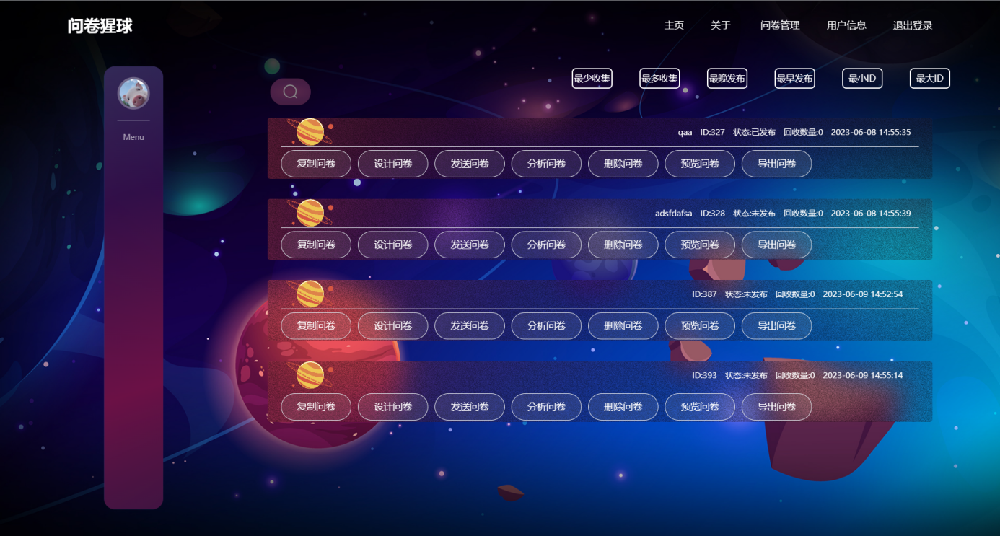 问卷猩球
主页 关于 问卷管理 用户信息 退出登录
最少收集 最多收集 最晚发布 最早发布 最小ID 最大ID
Menu
qaa ID:327 状态:已发布 回收数量:0 2023-06-08 14:55:35
复制问卷 设计问卷 发送问卷 分析问卷 删除问卷 预览问卷 导出问卷
adsfdafsa ID:328 状态:未发布 回收数量:0 2023-06-08 14:55:39
复制问卷 设计问卷 发送问卷 分析问卷 删除问卷 预览问卷 导出问卷
ID:387 状态:未发布 回收数量:0 2023-06-09 14:52:54
复制问卷 设计问卷 发送问卷 分析问卷 删除问卷 预览问卷 导出问卷
ID:393 状态:未发布 回收数量:0 2023-06-09 14:55:14
复制问卷 设计问卷 发送问卷 分析问卷 删除问卷 预览问卷 导出问卷